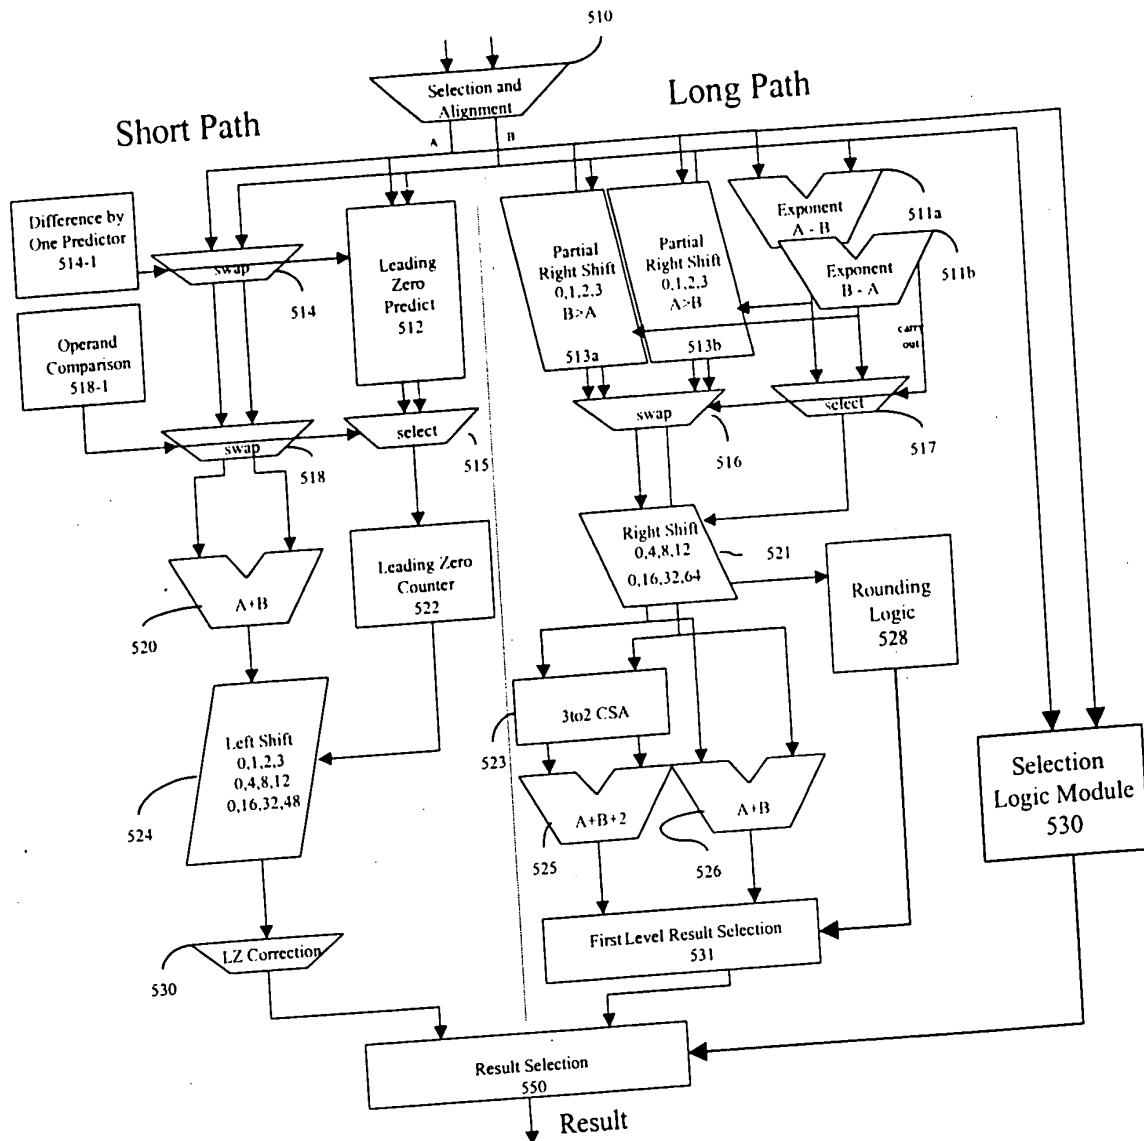 510
Selection and
Alignment
Short Path
Long Path
A
B
Difference by
One Predictor
514-1
swap
514
Leading
Zero
Predict
512
Partial
Right Shift
0,1,2,3
B>A
513a
Partial
Right Shift
0,1,2,3
A>B
513b
Exponent
A - B
511a
Exponent
B - A
511b
carry
out
Operand
Comparison
518-1
swap
518
select
515
swap
516
select
517
Right Shift
0,4,8,12
0,16,32,64
521
Leading Zero
Counter
522
Rounding
Logic
528
A+B
520
3to2 CSA
523
Left Shift
0,1,2,3
0,4,8,12
0,16,32,48
524
A+B+2
525
A+B
526
Selection
Logic Module
530
First Level Result Selection
531
LZ Correction
530
Result Selection
550
Result